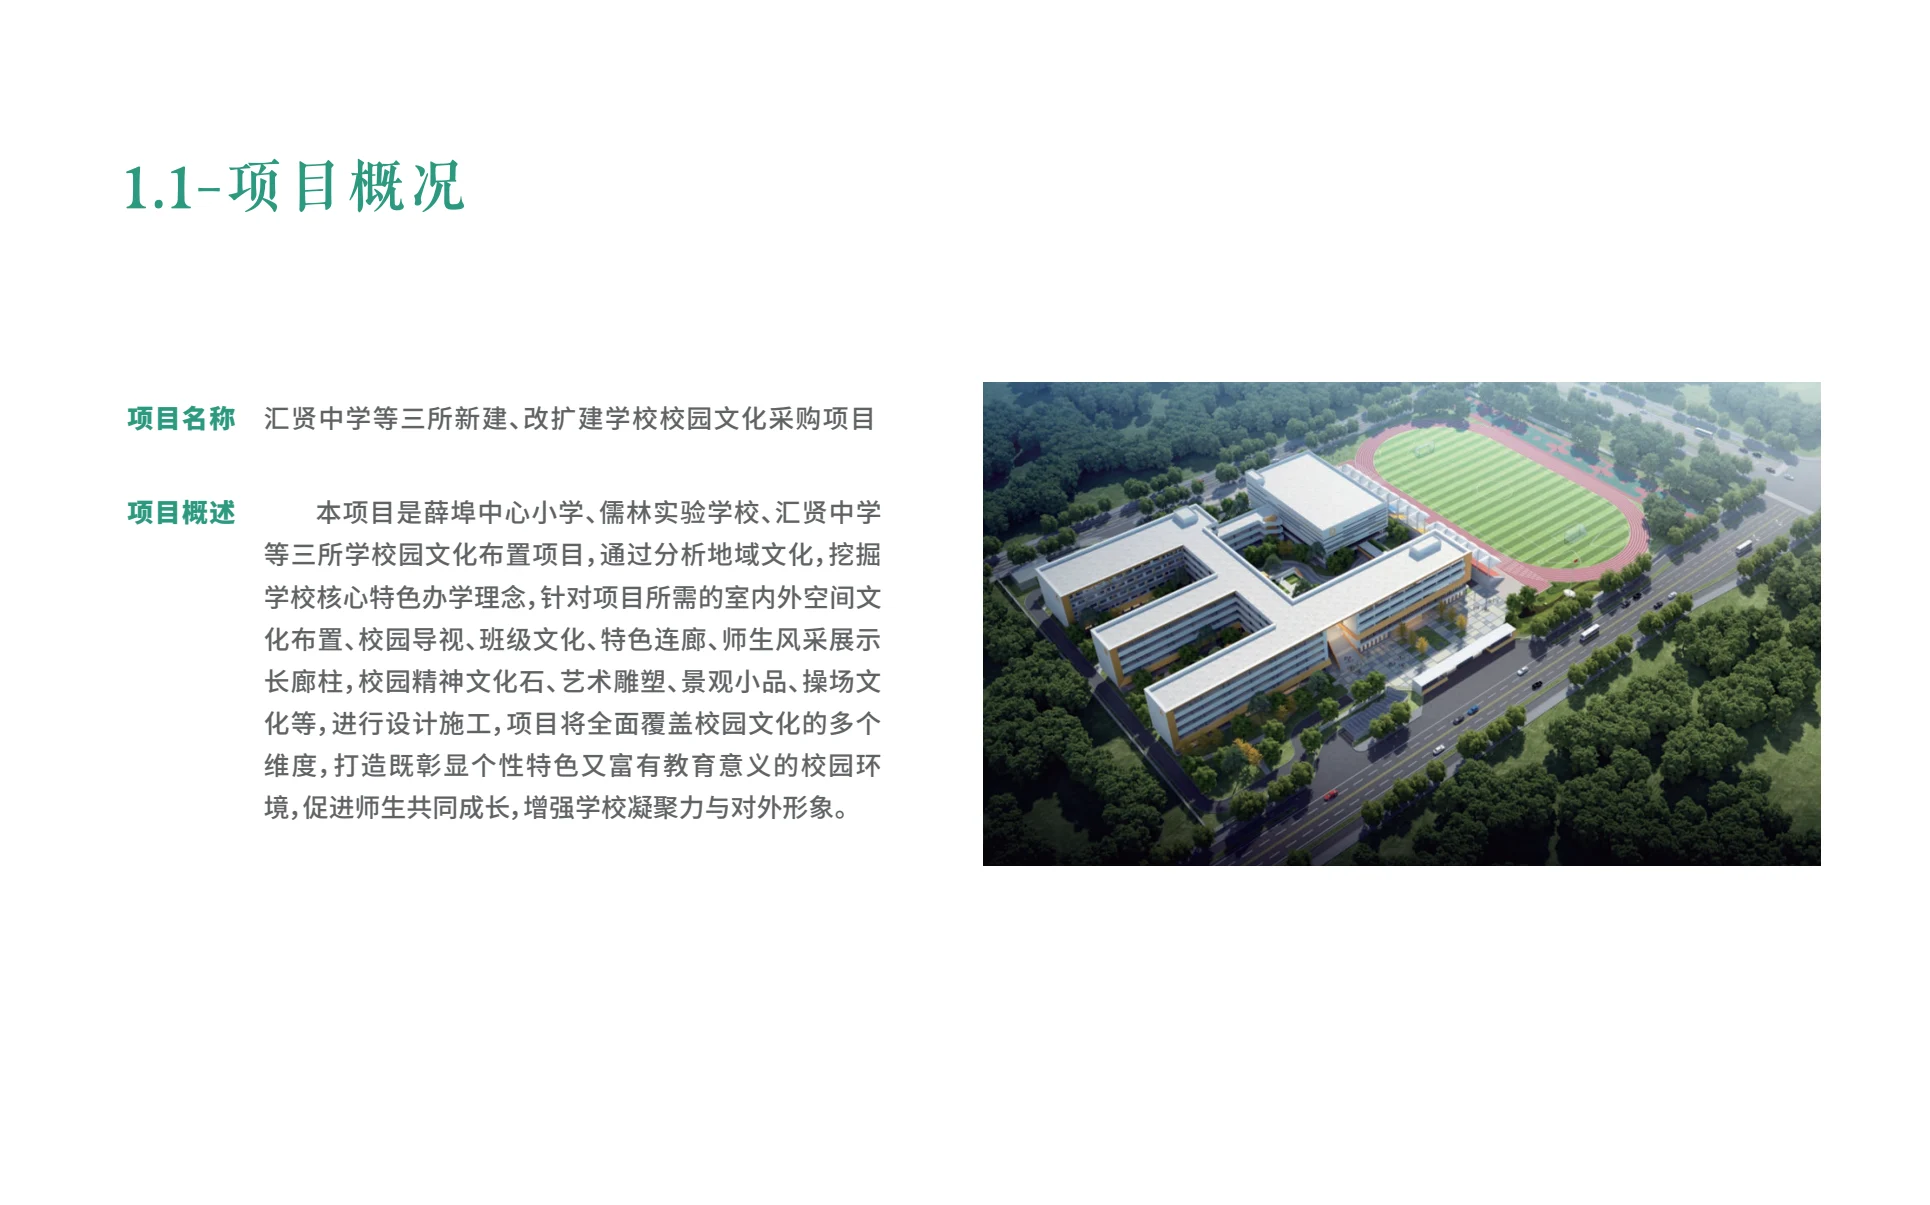 1.1-项目概况
项目名称 汇贤中学等三所新建、改扩建学校校园文化采购项目
项目概述 本项目是薛埠中心小学、儒林实验学校、汇贤中学
等三所学校园文化布置项目，通过分析地域文化，挖掘
学校核心特色办学理念，针对项目所需的室内外空间文
化布置、校园导视、班级文化、特色连廊、师生风采展示
长廊柱，校园精神文化石、艺术雕塑、景观小品、操场文
化等，进行设计施工，项目将全面覆盖校园文化的多个
维度，打造既彰显个性特色又富有教育意义的校园环
境，促进师生共同成长，增强学校凝聚力与对外形象。